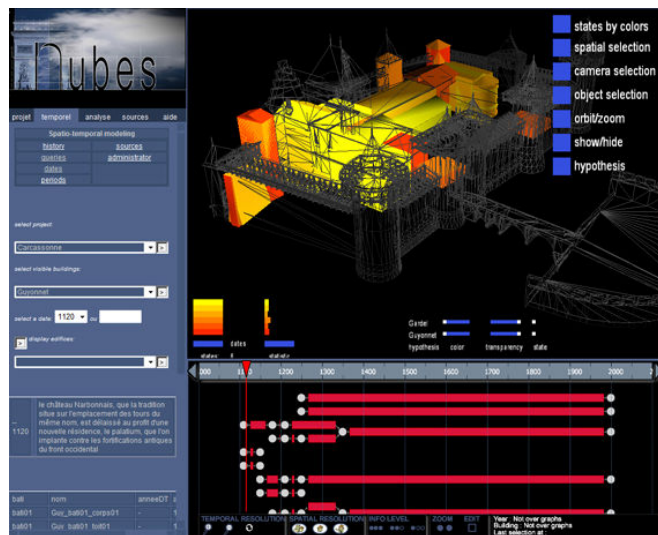 Nubes
projet temporel analyse sources aide
Spatio-temporal modeling
history sources
queries administrator
dates
periods
select project:
Carcassonne
select visible buildings:
Guyonnet
select a date: 1120 ou
display edifices:
--
1120
le château Narbonnais, que la tradition
situe sur l'emplacement des tours du
même nom, est délaissé au profit d'une
nouvelle résidence, le palatium, que l'on
implante contre les fortifications antiques
du front occidental
bati nom anneeDT
bati01 Guy_bati01_corps01 -
bati01 Guy_bati01_toit01 -
states by colors
spatial selection
camera selection
object selection
orbit/zoom
show/hide
hypothesis
dates
states:
Gardel
Guyonnet
hypothesis color transparency state
1200 1300 1400 1500 1600 1700 1800 1900 2000
TEMPORAL RESOLUTION SPATIAL RESOLUTION INFO LEVEL ZOOM EDIT
Year : Not over graphs
Building : Not over graphs
Last selection at :